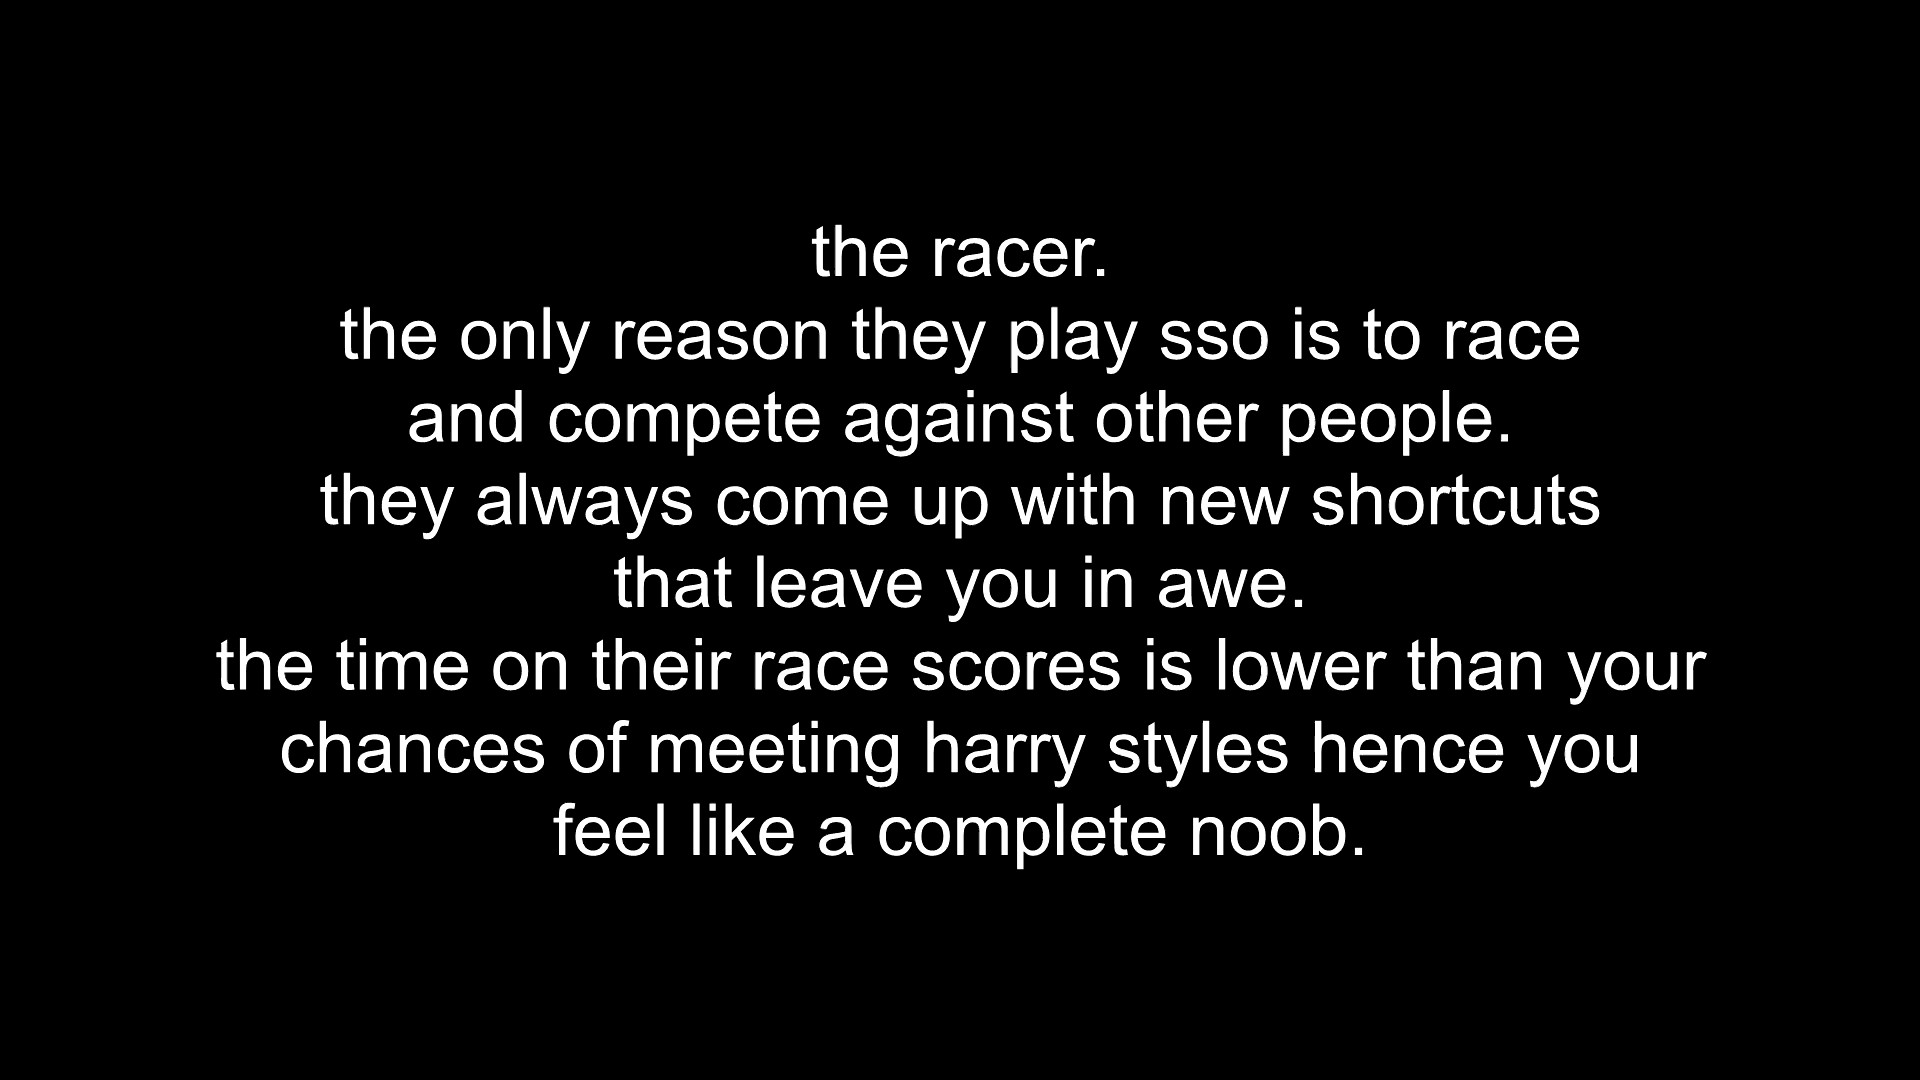 the racer.
the only reason they play sso is to race
and compete against other people.
they always come up with new shortcuts
that leave you in awe.
the time on their race scores is lower than your
chances of meeting harry styles hence you
feel like a complete noob.